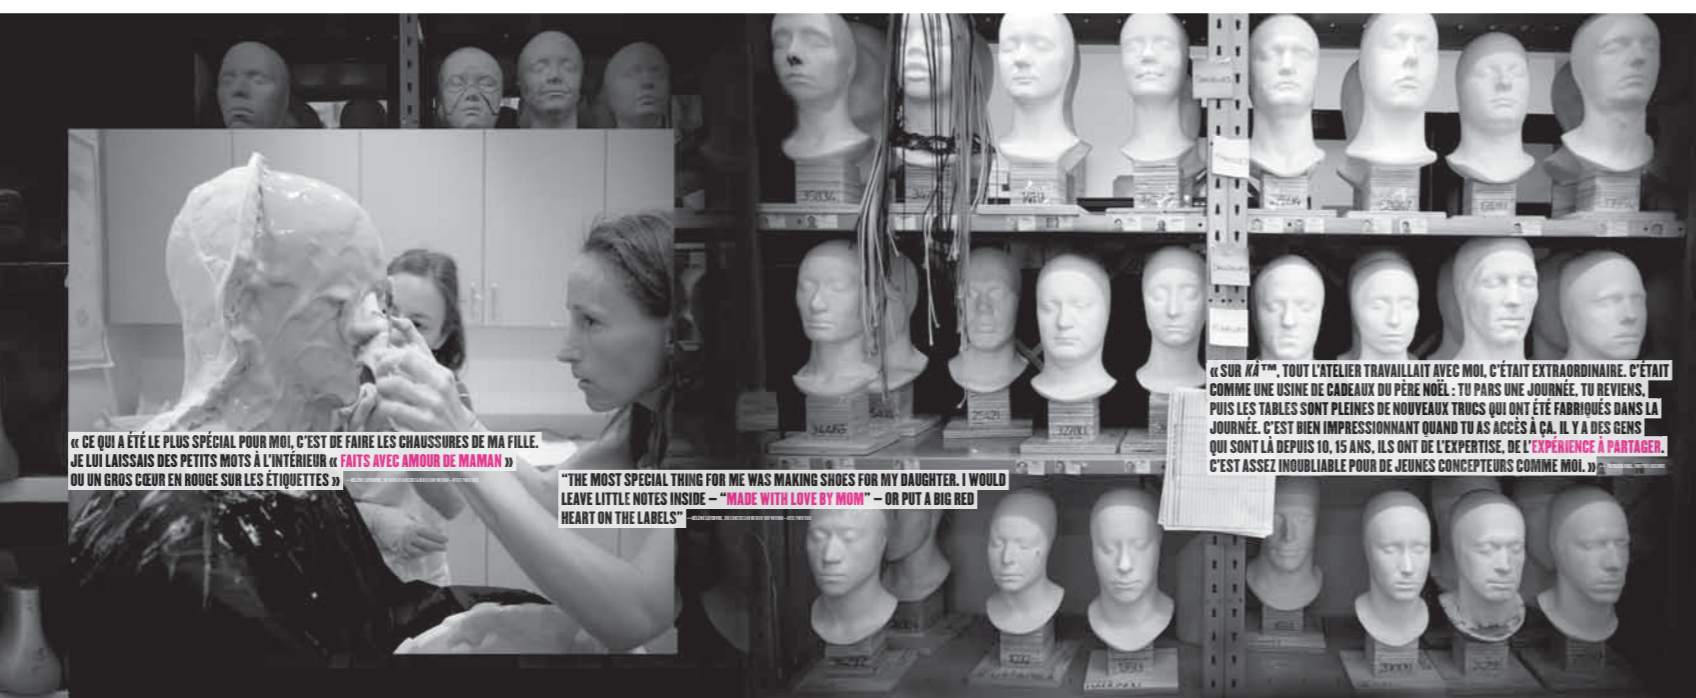 « CE QUI A ÉTÉ LE PLUS SPÉCIAL POUR MOI, C'EST DE FAIRE LES CHAUSSURES DE MA FILLE.
JE LUI LAISSAIS DES PETITS MOTS À L'INTÉRIEUR « FAITS AVEC AMOUR DE MAMAN »
OU UN GROS CŒUR EN ROUGE SUR LES ÉTIQUETTES »
“THE MOST SPECIAL THING FOR ME WAS MAKING SHOES FOR MY DAUGHTER. I WOULD
LEAVE LITTLE NOTES INSIDE – “MADE WITH LOVE BY MOM” – OR PUT A BIG RED
HEART ON THE LABELS”
« SUR KÀ™, TOUT L'ATELIER TRAVAILLAIT AVEC MOI, C'ÉTAIT EXTRAORDINAIRE. C'ÉTAIT
COMME UNE USINE DE CADEAUX DU PÈRE NOËL : TU PARS UNE JOURNÉE, TU REVIENS,
PUIS LES TABLES SONT PLEINES DE NOUVEAUX TRUCS QUI ONT ÉTÉ FABRIQUÉS DANS LA
JOURNÉE. C'EST BIEN IMPRESSIONNANT QUAND TU AS ACCÈS À ÇA. IL Y A DES GENS
QUI SONT LÀ DEPUIS 10, 15 ANS, ILS ONT DE L'EXPERTISE, DE L'EXPÉRIENCE À PARTAGER.
C'EST ASSEZ INOUBLIABLE POUR DE JEUNES CONCEPTEURS COMME MOI. »